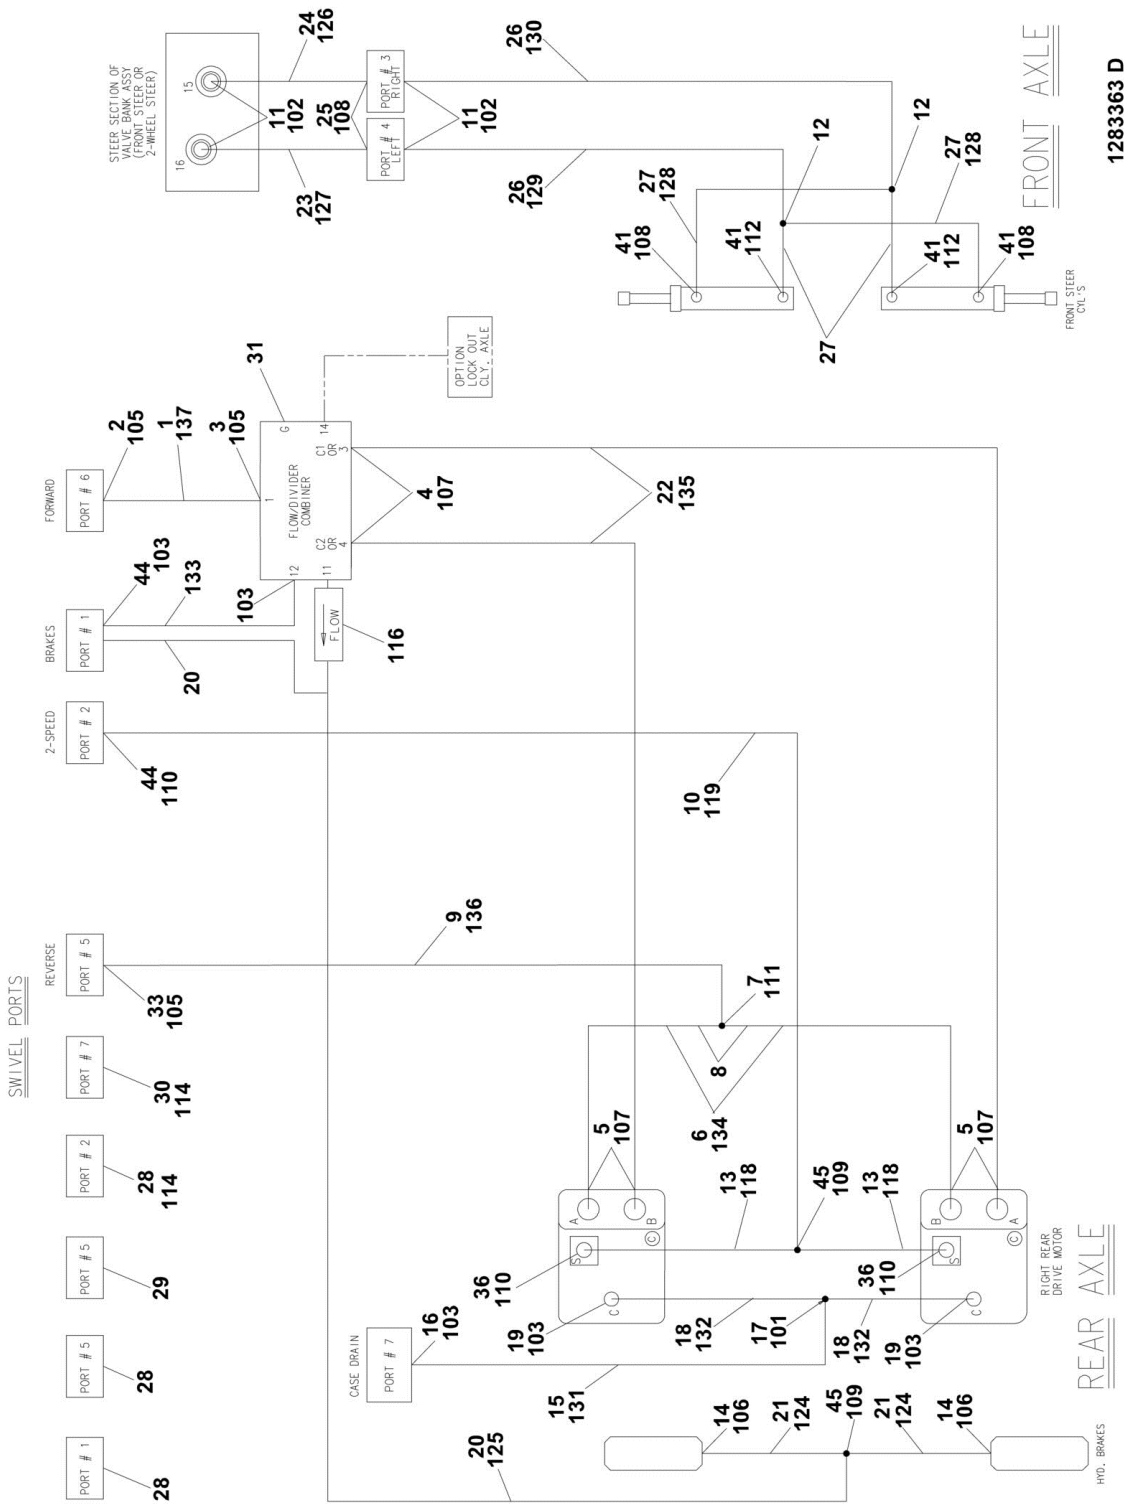 STEER SECTION OF
VALVE BANK ASSY
(FRONT STEER OR
2-WHEEL STEER)
15
16
24
126
11
102
23
127
25
108
PORT # 3
RIGHT
PORT # 4
LEFT
11
102
26
130
26
129
12
12
27
128
27
128
41
108
41
112
41
112
41
108
27
FRONT STEER
CYL'S
FRONT AXLE
1283363 D
FORWARD
PORT # 6
2
105
1
137
3
105
31
G
1
14
FLOW/DIVIDER
COMBINER
C1
OR
3
C2
OR
4
12
11
OPTION
LOCK OUT
CLY. AXLE
4
107
22
135
BRAKES
PORT # 1
44
103
133
20
103
FLOW
116
2-SPEED
PORT # 2
44
110
10
119
SWIVEL PORTS
REVERSE
PORT # 5
33
105
9
136
7
111
8
6
134
PORT # 7
30
114
PORT # 2
28
114
PORT # 5
29
PORT # 5
28
PORT # 1
28
5
107
5
107
A
B
S
C
C
B
A
S
C
C
13
118
45
109
13
118
36
110
36
110
19
103
18
132
17
101
18
132
19
103
RIGHT REAR
DRIVE MOTOR
REAR AXLE
CASE DRAIN
PORT # 7
16
103
15
131
20
125
14
106
21
124
45
109
21
124
14
106
HYD. BRAKES